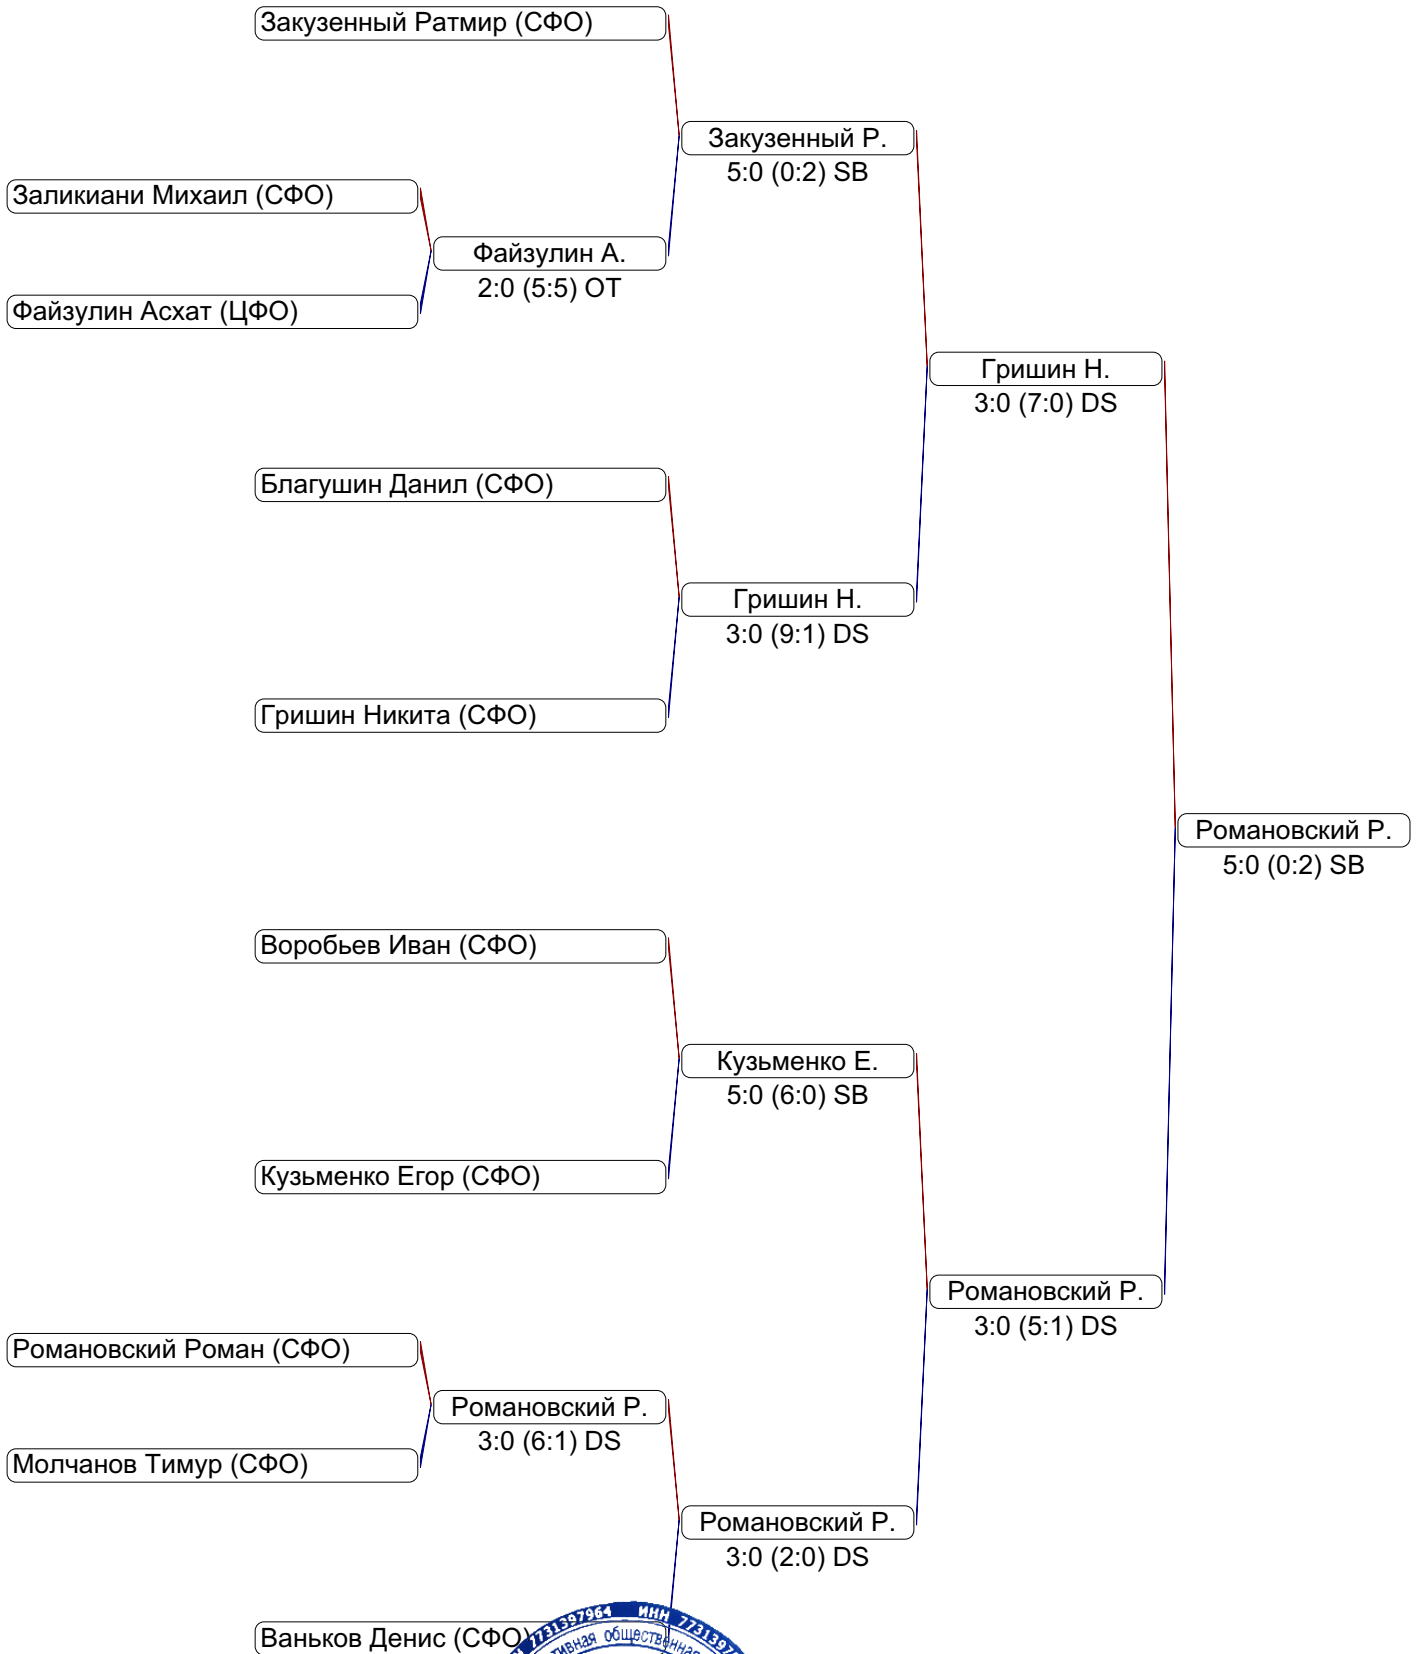 Закузенный Ратмир (СФО)
Закузенный Р.
5:0 (0:2) SB
Заликиани Михаил (СФО)
Файзулин А.
2:0 (5:5) OT
Файзулин Асхат (ЦФО)
Гришин Н.
3:0 (7:0) DS
Благушин Данил (СФО)
Гришин Н.
3:0 (9:1) DS
Гришин Никита (СФО)
Романовский Р.
5:0 (0:2) SB
Воробьев Иван (СФО)
Кузьменко Е.
5:0 (6:0) SB
Кузьменко Егор (СФО)
Романовский Р.
3:0 (5:1) DS
Романовский Роман (СФО)
Романовский Р.
3:0 (6:1) DS
Молчанов Тимур (СФО)
Романовский Р.
3:0 (2:0) DS
Ваньков Денис (СФО)
7731397964 ИНН
общественная